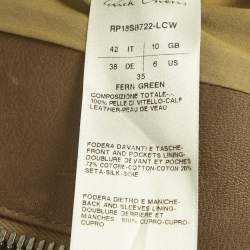 Rick Owens
RP18S8722-LCW
42 IT 10 GB
38 DE 6 US
35
FERN GREEN
COMPOSIZIONE TOTALE-
100% PELLE DI VITELLO-CALF
LEATHER-PEAU DE VEAU
FODERA DAVANTI E TASCHE-
FRONT AND POCKETS LINING-
DOUBLURE DEVANT ET POCHES
72% COTONE-COTTON-COTON 28%
SETA-SILK-SOIE
FODERA DIETRO E MANICHE-
BACK AND SLEEVES LINING-
DOUBLURE DERRIERE ET
MANCHES 100% CUPRO-CUPRO-
CUPRO